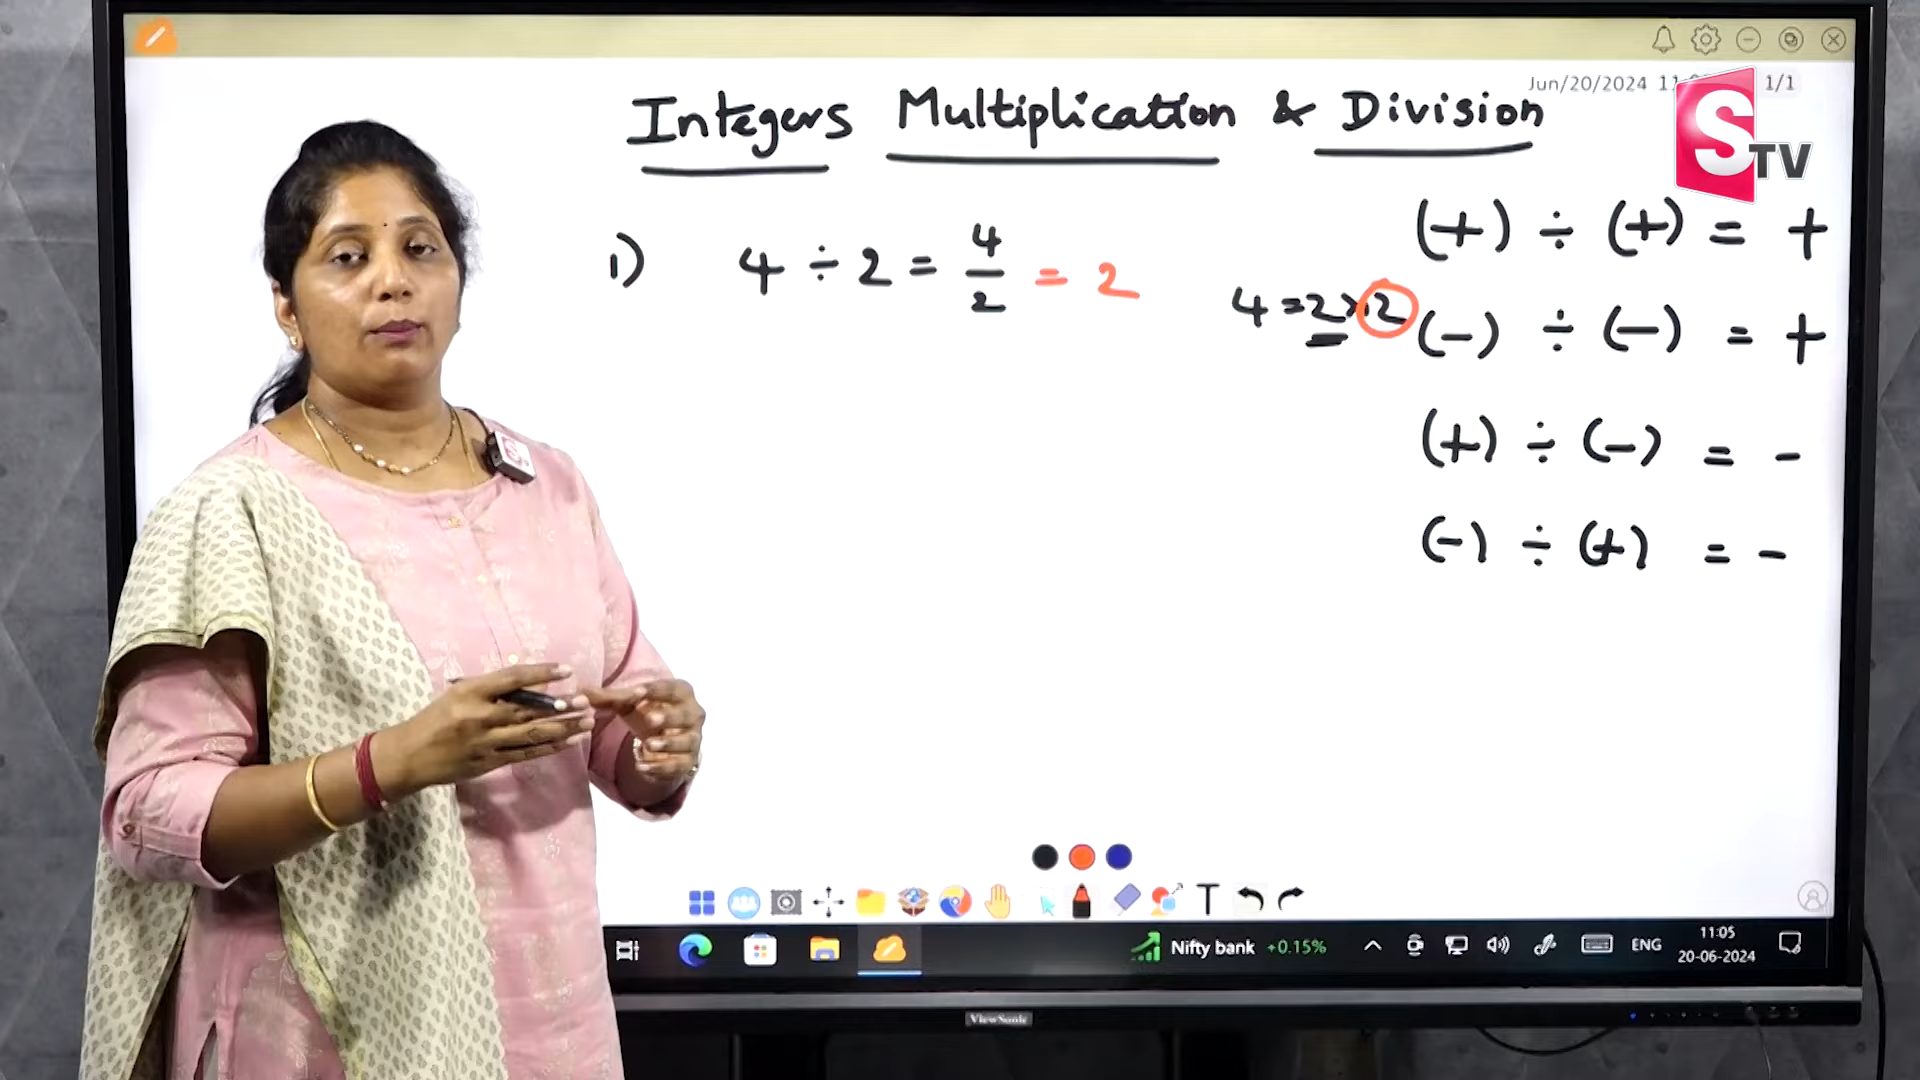 Jun/20/2024 11: 1/1
Integers Multiplication & Division
STV
1) 4 ÷ 2 = 4/2 = 2
4 = 2 × 2
(+) ÷ (+) = +
(-) ÷ (-) = +
(+) ÷ (-) = -
(-) ÷ (+) = -
T
Nifty bank +0.15%
ENG
11:05
20-06-2024
ViewSonic